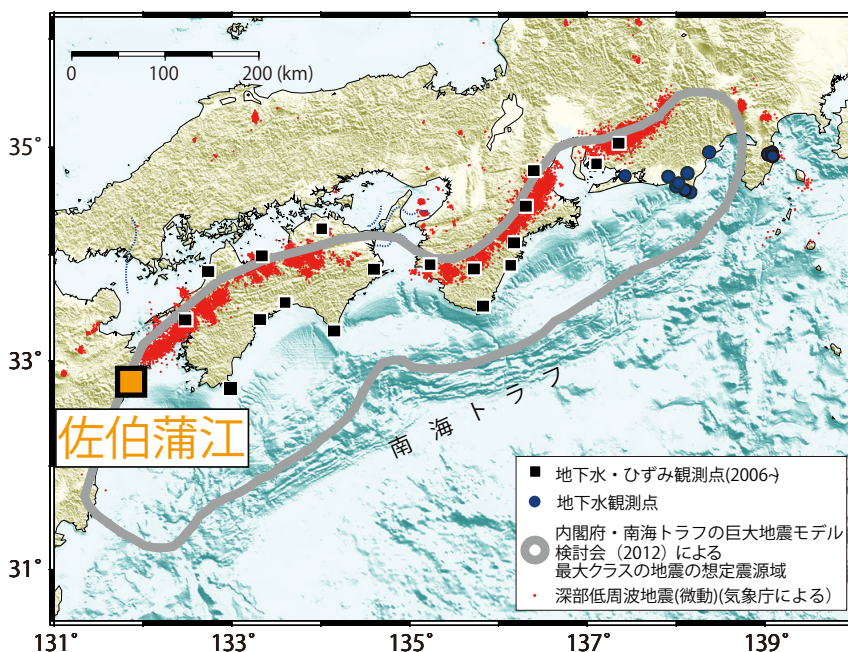 0 100 200 (km)
35°
33°
31°
131° 133° 135° 137° 139°
佐伯蒲江
南海トラフ
地下水・ひずみ観測点(2006~)
地下水観測点
内閣府・南海トラフの巨大地震モデル
検討会（2012）による
最大クラスの地震の想定震源域
深部低周波地震(微動)(気象庁による）